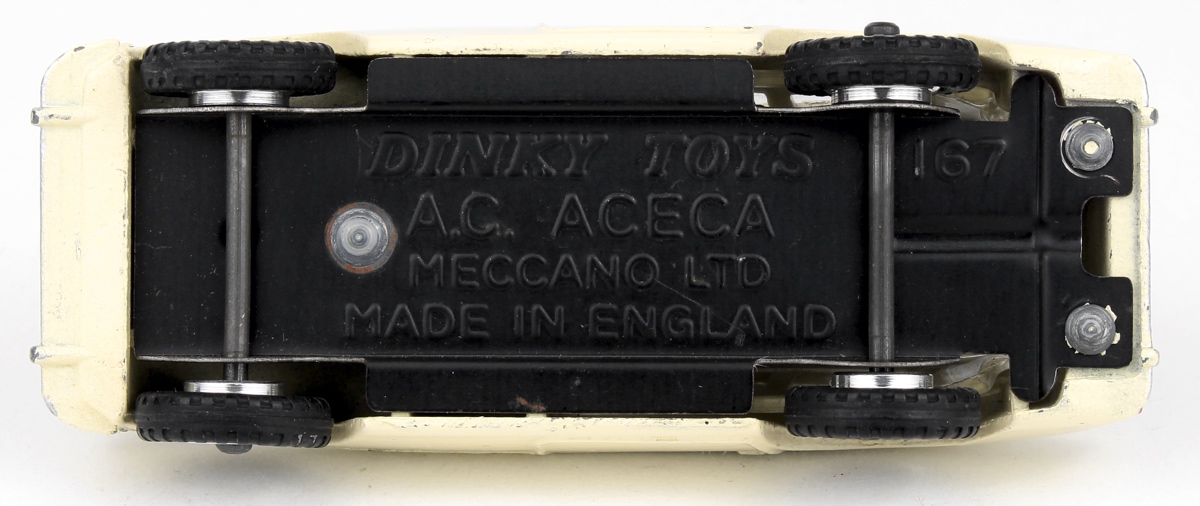 DINKY TOYS
167
A.C. ACECA
MECCANO LTD
MADE IN ENGLAND